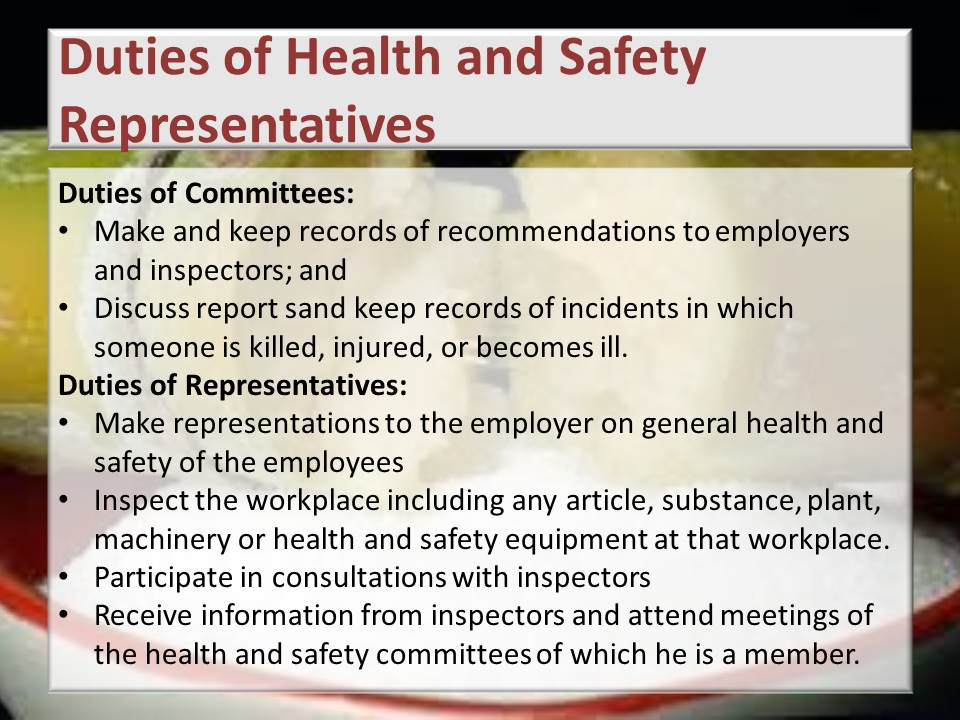 Duties of Health and Safety
Representatives
Duties of Committees:
• Make and keep records of recommendations to employers
and inspectors; and
• Discuss report sand keep records of incidents in which
someone is killed, injured, or becomes ill.
Duties of Representatives:
• Make representations to the employer on general health and
safety of the employees
• Inspect the workplace including any article, substance, plant,
machinery or health and safety equipment at that workplace.
• Participate in consultations with inspectors
• Receive information from inspectors and attend meetings of
the health and safety committees of which he is a member.